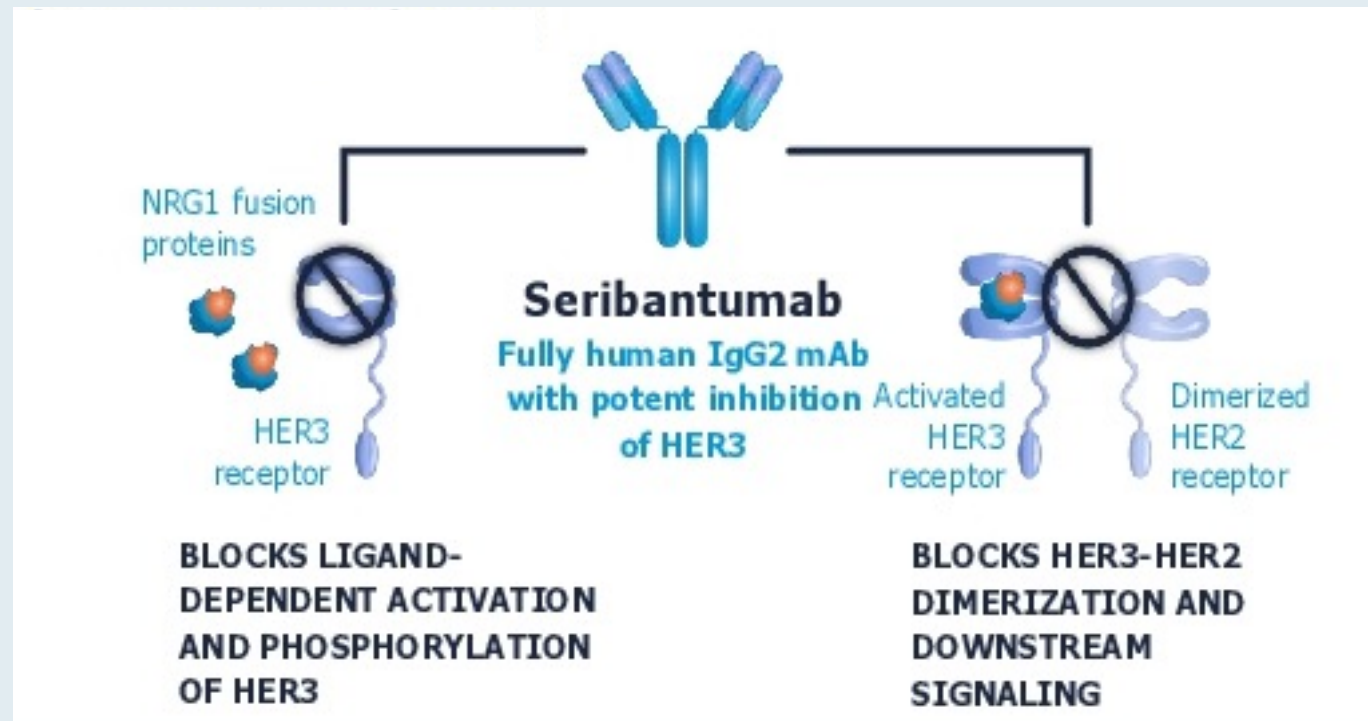 NRG1 fusion
proteins
HER3
receptor
Seribantumab
Fully human IgG2 mAb
with potent inhibition
of HER3
Activated
HER3
receptor
Dimerized
HER2
receptor
BLOCKS LIGAND-
DEPENDENT ACTIVATION
AND PHOSPHORYLATION
OF HER3
BLOCKS HER3-HER2
DIMERIZATION AND
DOWNSTREAM
SIGNALING